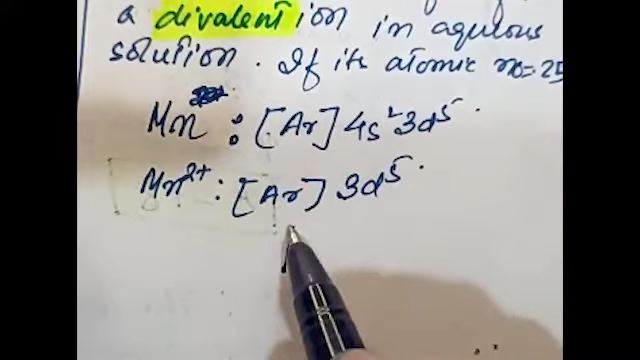 a divalent ion in aqueous
solution. If its atomic no = 25
Mn : [Ar] 4s² 3d⁵.
Mn²⁺ : [Ar] 3d⁵.